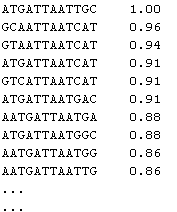 ATGATTAATTGC 1.00
GCAATTAATCAT 0.96
GTAATTAATCAT 0.94
ATGATTAATCAT 0.91
GTCATTAATCAT 0.91
ATGATTAATGAC 0.91
AATGATTAATGA 0.88
ATGATTAATGGC 0.88
AATGATTAATGG 0.86
AATGATTAATTG 0.86
...
...